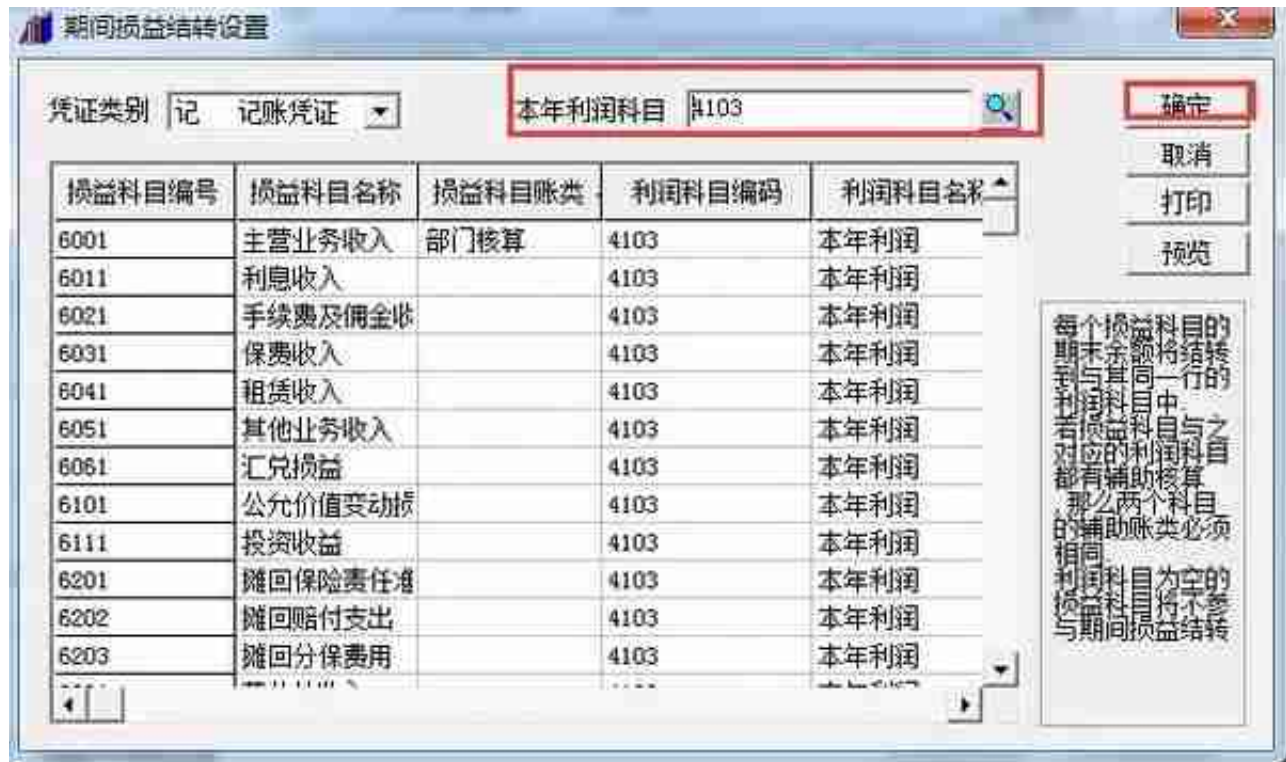 期间损益结转设置
凭证类别 记 记账凭证 本年利润科目 4103 确定
取消
打印
预览
损益科目编号 损益科目名称 损益科目账类 利润科目编码 利润科目名称
6001 主营业务收入 部门核算 4103 本年利润
6011 利息收入 4103 本年利润
6021 手续费及佣金收 4103 本年利润
6031 保费收入 4103 本年利润
6041 租赁收入 4103 本年利润
6051 其他业务收入 4103 本年利润
6061 汇兑损益 4103 本年利润
6101 公允价值变动损 4103 本年利润
6111 投资收益 4103 本年利润
6201 摊回保险责任准 4103 本年利润
6202 摊回赔付支出 4103 本年利润
6203 摊回分保费用 4103 本年利润
每个损益科目的
期末余额将结转
到与其同一行的
利润科目中.
若损益科目与之
对应的利润科目
都有辅助核算
,那么两个科目
的辅助账类必须
相同
利润科目为空的
损益科目将不参
与期间损益结转